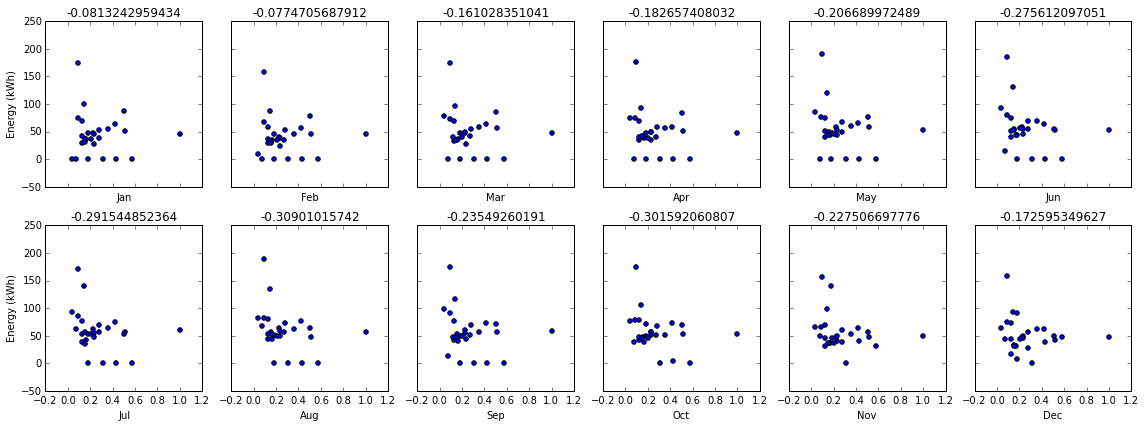 -0.0813242959434 -0.0774705687912 -0.161028351041 -0.182657408032 -0.206689972489 -0.275612097051
250
200
150
100
50
0
−50
Energy (kWh)
Jan Feb Mar Apr May Jun
-0.291544852364 -0.30901015742 -0.23549260191 -0.301592060807 -0.227506697776 -0.172595349627
250
200
150
100
50
0
−50
Energy (kWh)
−0.2 0.0 0.2 0.4 0.6 0.8 1.0 1.2 −0.2 0.0 0.2 0.4 0.6 0.8 1.0 1.2 −0.2 0.0 0.2 0.4 0.6 0.8 1.0 1.2 −0.2 0.0 0.2 0.4 0.6 0.8 1.0 1.2 −0.2 0.0 0.2 0.4 0.6 0.8 1.0 1.2 −0.2 0.0 0.2 0.4 0.6 0.8 1.0 1.2
Jul Aug Sep Oct Nov Dec